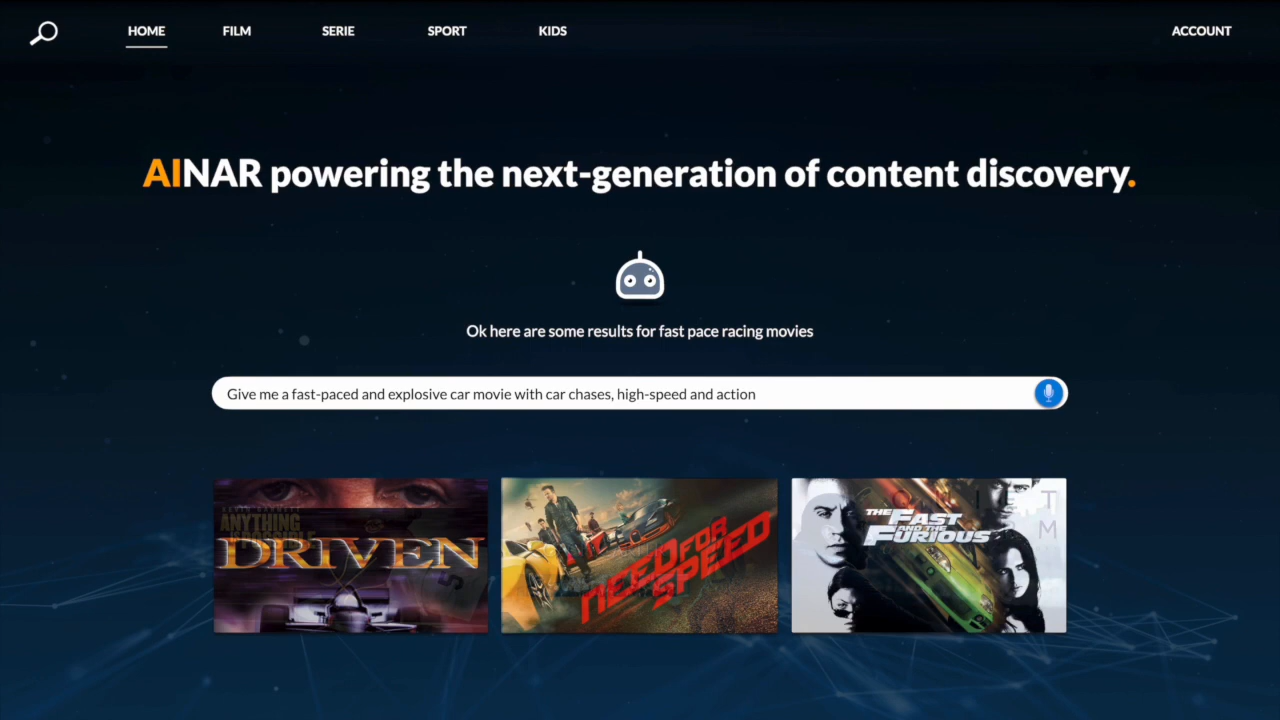 HOME FILM SERIE SPORT KIDS ACCOUNT
AINAR powering the next-generation of content discovery.
Ok here are some results for fast pace racing movies
Give me a fast-paced and explosive car movie with car chases, high-speed and action
ANYTHING
DRIVEN
NEED FOR
SPEED
THE FAST
AND THE
FURIOUS